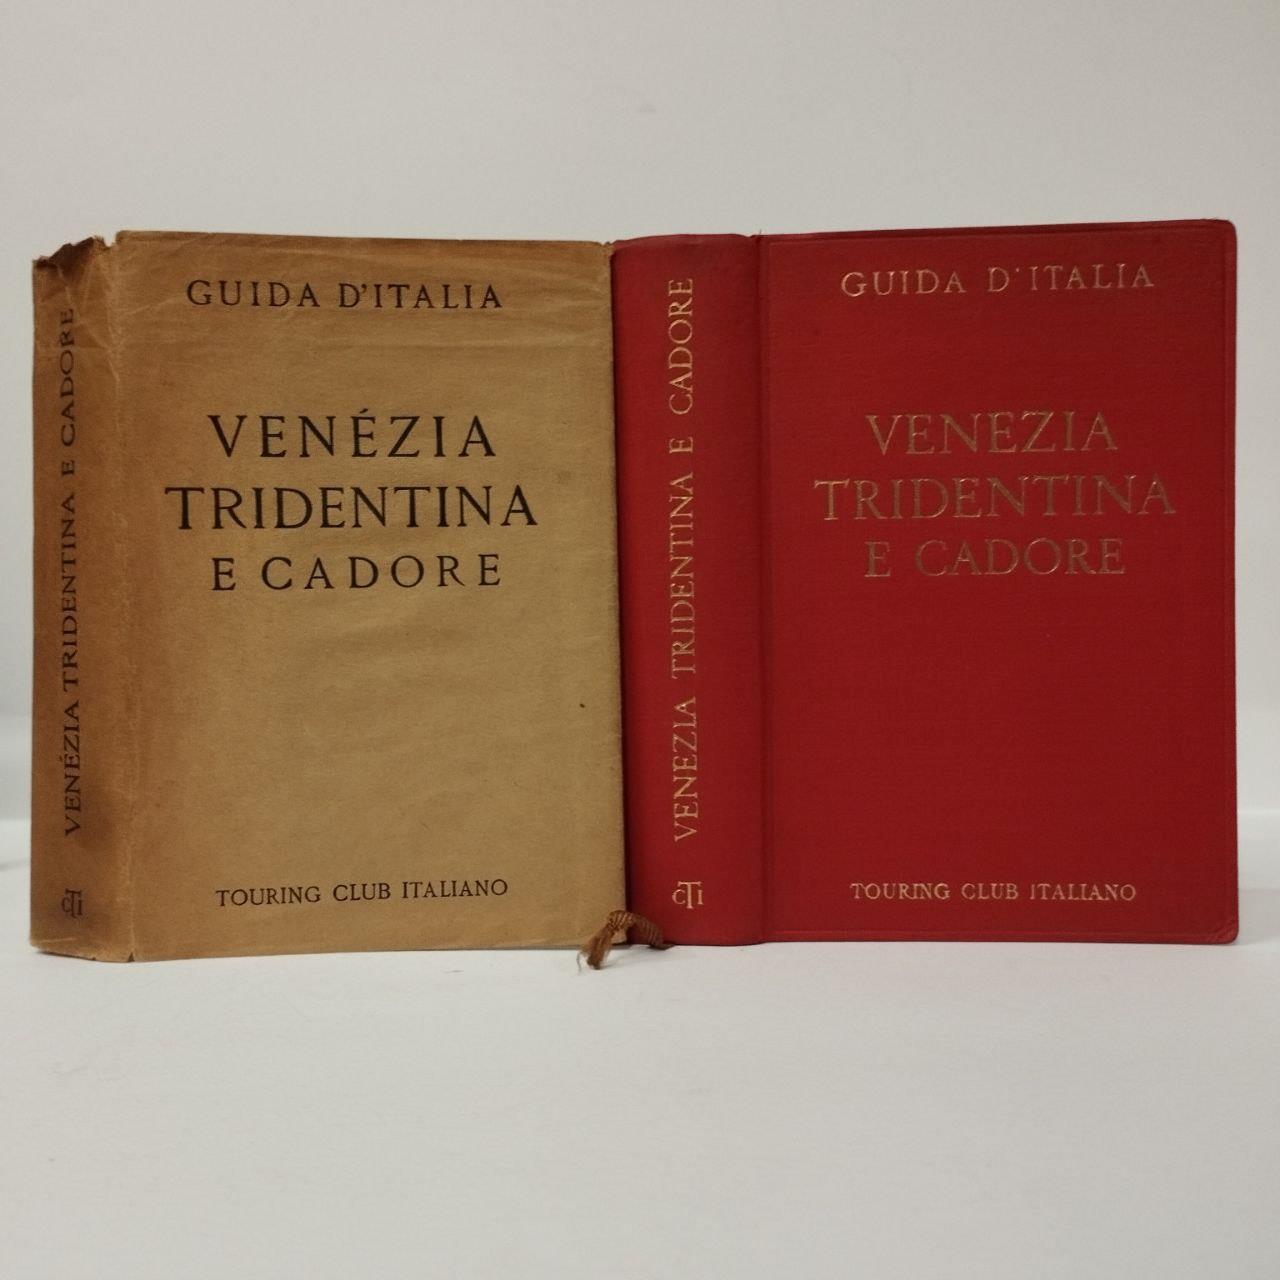 VENÉZIA TRIDENTINA E CADORE
cTi
GUIDA D'ITALIA
VENÉZIA
TRIDENTINA
E CADORE
TOURING CLUB ITALIANO
VENEZIA TRIDENTINA E CADORE
cTi
GUIDA D'ITALIA
VENEZIA
TRIDENTINA
E CADORE
TOURING CLUB ITALIANO